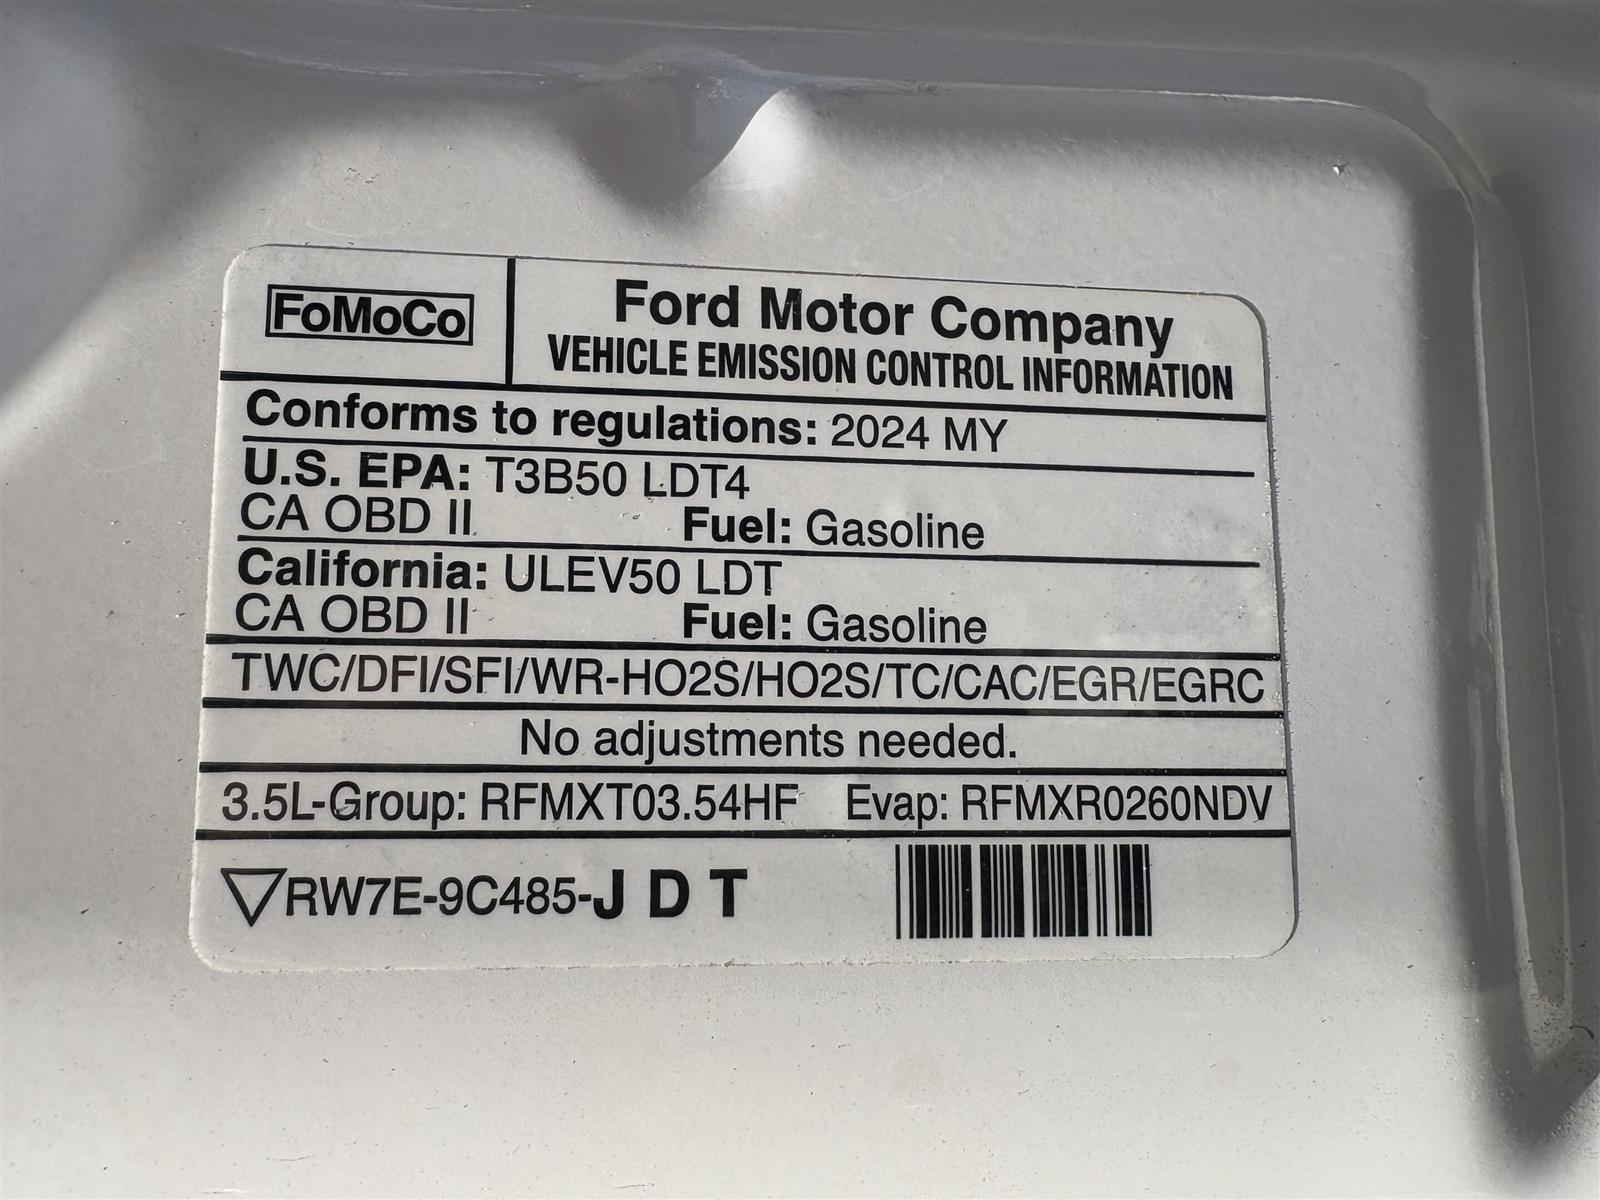 FoMoCo
Ford Motor Company
VEHICLE EMISSION CONTROL INFORMATION
Conforms to regulations: 2024 MY
U.S. EPA: T3B50 LDT4
CA OBD II Fuel: Gasoline
California: ULEV50 LDT
CA OBD II Fuel: Gasoline
TWC/DFI/SFI/WR-HO2S/HO2S/TC/CAC/EGR/EGRC
No adjustments needed.
3.5L-Group: RFMXT03.54HF Evap: RFMXR0260NDV
RW7E-9C485-J D T